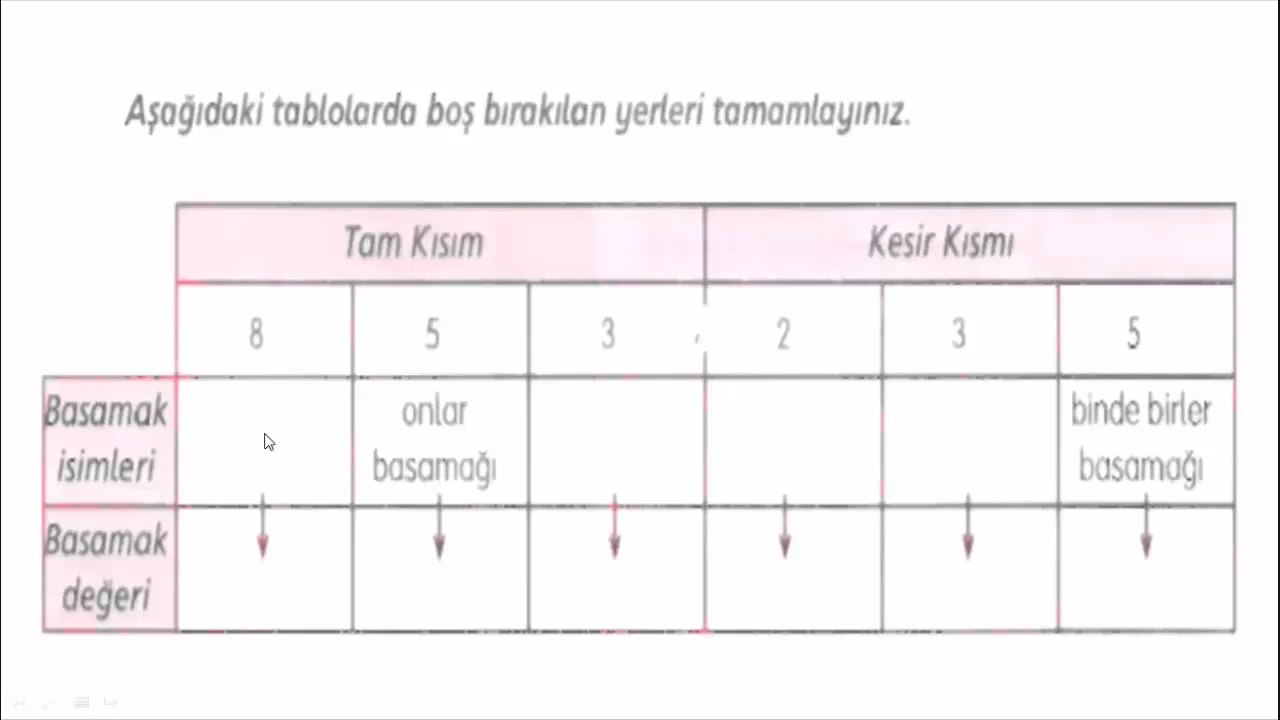 Aşağıdaki tablolarda boş bırakılan yerleri tamamlayınız.
Tam Kısım Kesir Kısmı
8 5 3 , 2 3 5
Basamak isimleri
onlar basamağı
binde birler basamağı
Basamak değeri